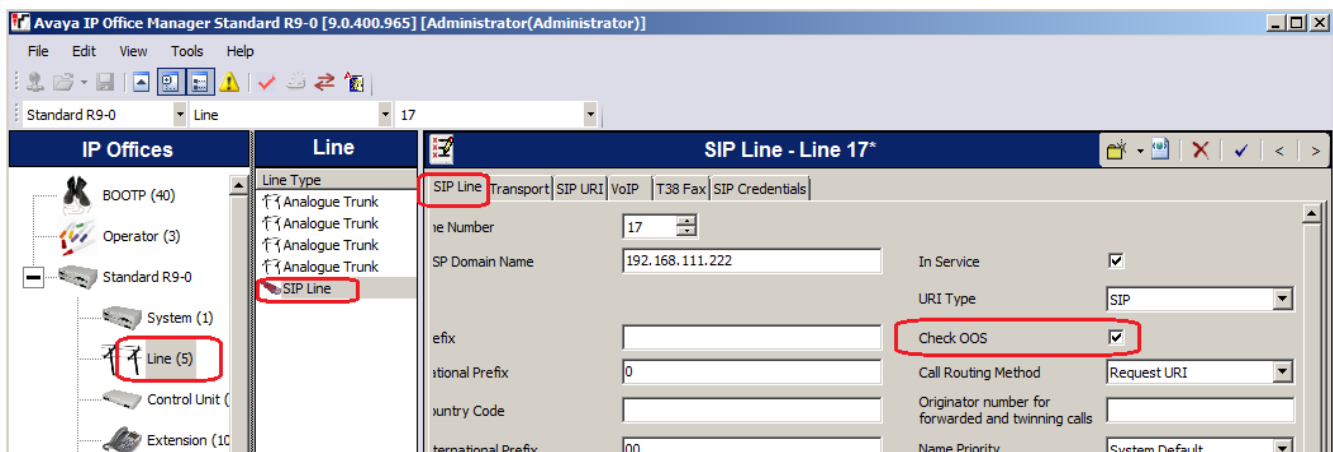 Avaya IP Office Manager Standard R9-0 [9.0.400.965] [Administrator(Administrator)]
File Edit View Tools Help
Standard R9-0 Line 17
IP Offices
BOOTP (40)
Operator (3)
Standard R9-0
System (1)
Line (5)
Control Unit (
Extension (10
Line
Line Type
Analogue Trunk
Analogue Trunk
Analogue Trunk
Analogue Trunk
SIP Line
SIP Line - Line 17*
SIP Line Transport SIP URI VoIP T38 Fax SIP Credentials
ne Number 17
SP Domain Name 192.168.111.222 In Service
URI Type SIP
efix Check OOS
ational Prefix 0 Call Routing Method Request URI
ountry Code Originator number for
forwarded and twinning calls
ternational Prefix 00 Name Priority System Default